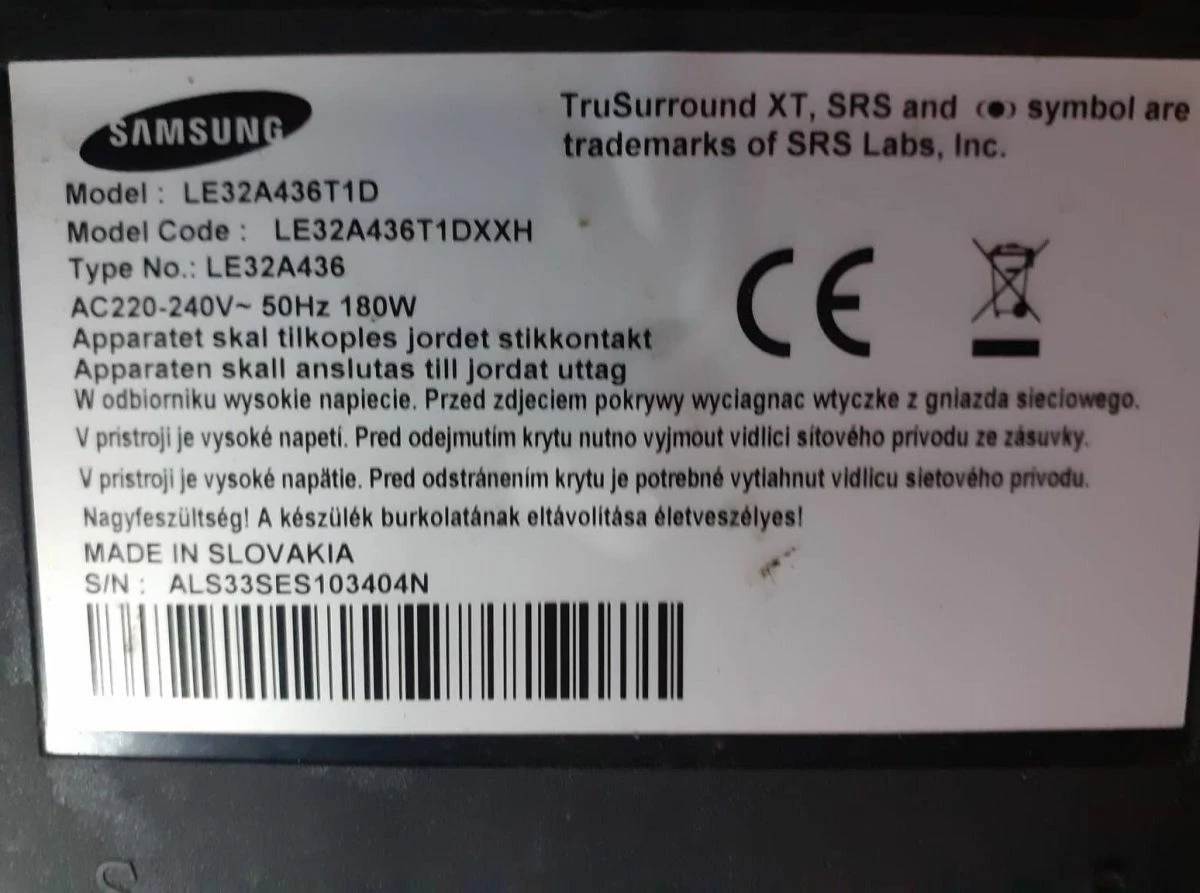 SAMSUNG
TruSurround XT, SRS and (●) symbol are
trademarks of SRS Labs, Inc.
Model : LE32A436T1D
Model Code : LE32A436T1DXXH
Type No.: LE32A436
AC220-240V~ 50Hz 180W
Apparatet skal tilkoples jordet stikkontakt
Apparaten skall anslutas till jordat uttag
W odbiorniku wysokie napiecie. Przed zdjeciem pokrywy wyciagnac wtyczke z gniazda sieciowego.
V prístroji je vysoké napetí. Pred odejmutím krytu nutno vyjmout vidlici sítového prívodu ze zásuvky.
V prístroji je vysoké napätie. Pred odstránením krytu je potrebné vytiahnut vidlicu sietového prívodu.
Nagyfeszültség! A készülék burkolatának eltávolítása életveszélyes!
MADE IN SLOVAKIA
S/N : ALS33SES103404N
CE